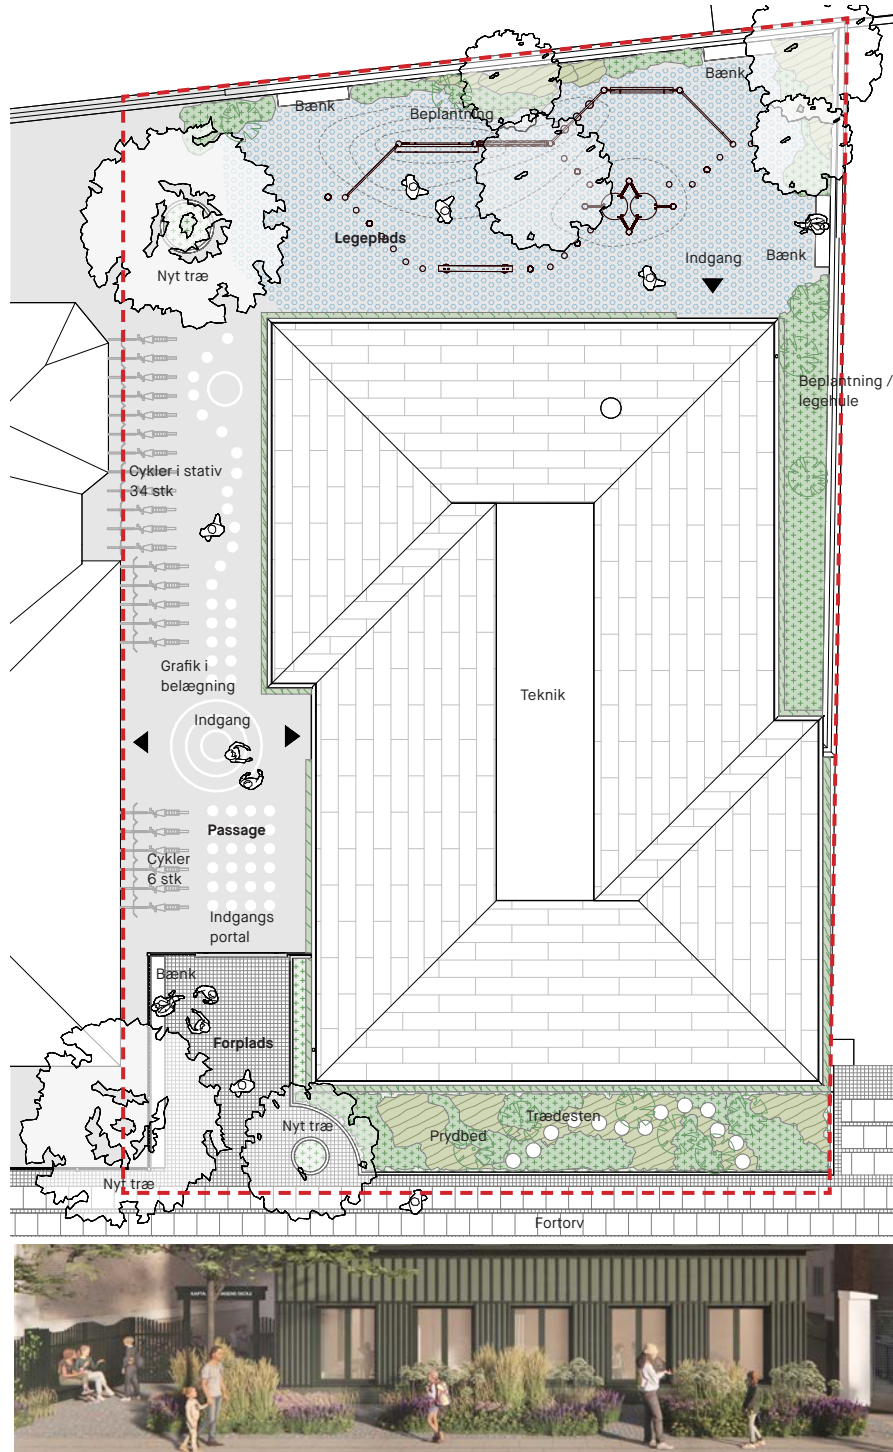 Bænk
Bænk
Beplantning
Legeplads
Indgang
Bænk
Nyt træ
Beplantning /
legehule
Cykler i stativ
34 stk
Grafik i
belægning
Teknik
Indgang
Passage
Cykler
6 stk
Indgangs
portal
Bænk
Forplads
Trædesten
Nyt træ
Prydbed
Nyt træ
Fortorv